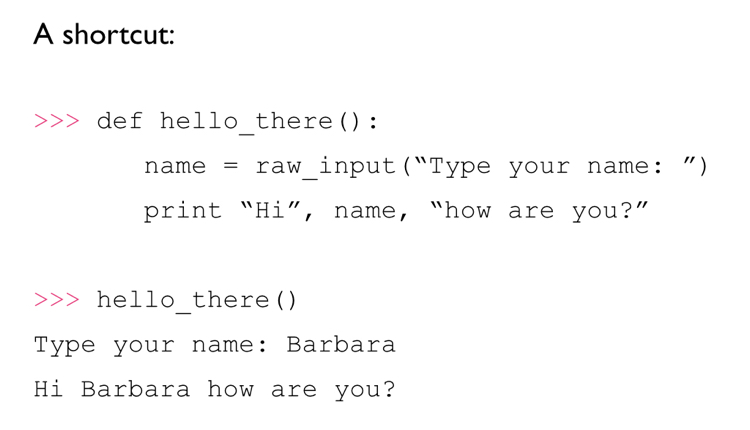 A shortcut:
>>> def hello_there():
name = raw_input(“Type your name: ”)
print “Hi”, name, “how are you?”
>>> hello_there()
Type your name: Barbara
Hi Barbara how are you?